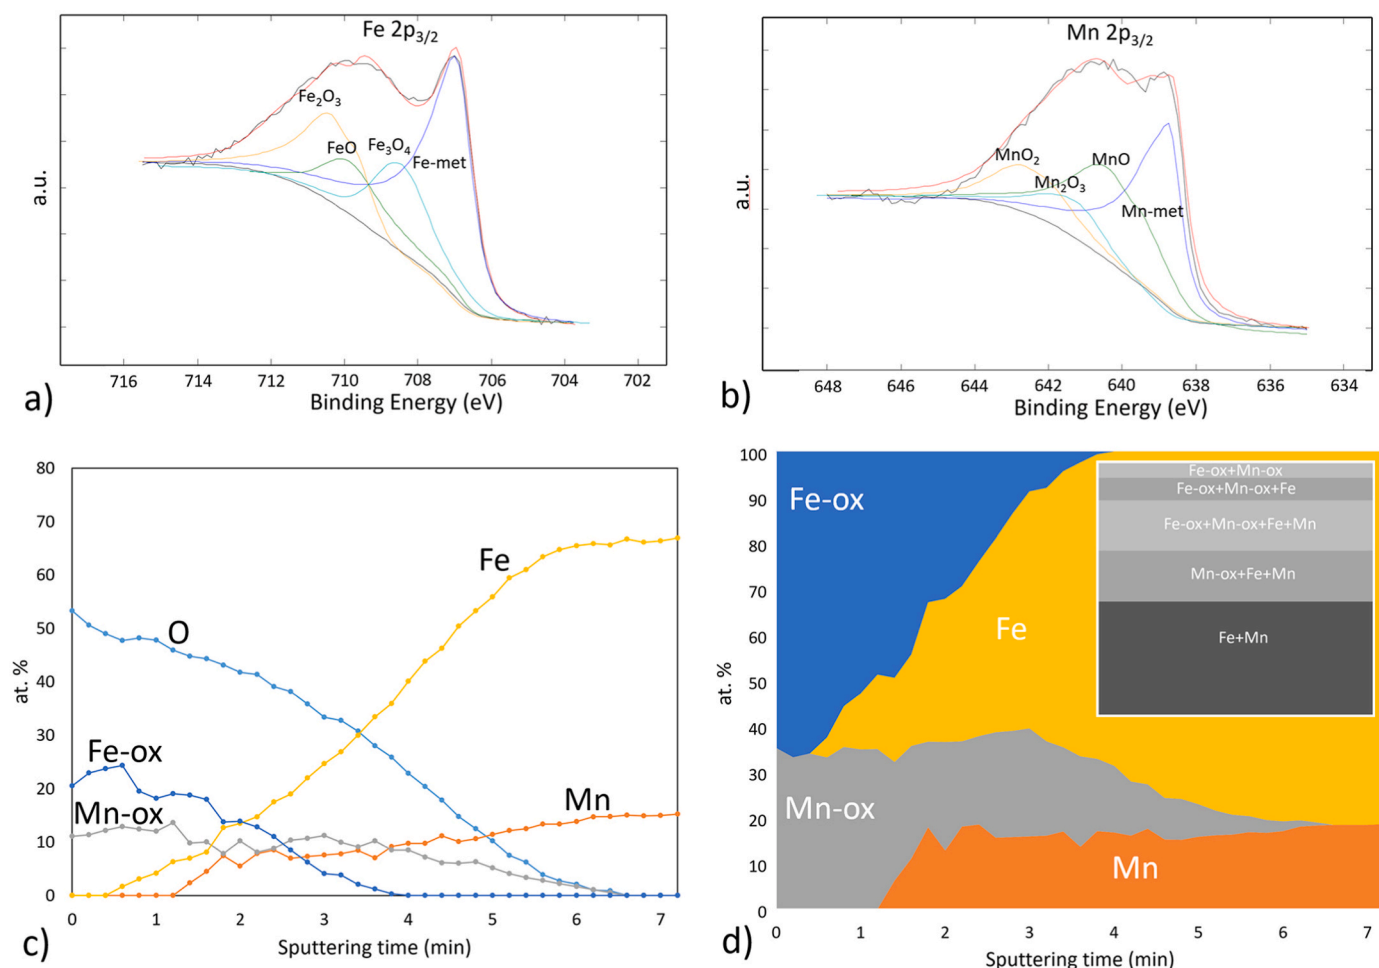 Fe 2p3/2
Fe2O3
FeO
Fe3O4
Fe-met
a.u.
716 714 712 710 708 706 704 702
Binding Energy (eV)
a)
Mn 2p3/2
MnO2
Mn2O3
MnO
Mn-met
a.u.
648 646 644 642 640 638 636 634
Binding Energy (eV)
b)
80
70
60
50
40
30
20
10
0
at. %
O
Fe
Fe-ox
Mn-ox
Mn
0 1 2 3 4 5 6 7
Sputtering time (min)
c)
100
90
80
70
60
50
40
30
20
10
0
at. %
Fe-ox
Fe
Mn-ox
Mn
Fe-ox+Mn-ox
Fe-ox+Mn-ox+Fe
Fe-ox+Mn-ox+Fe+Mn
Mn-ox+Fe+Mn
Fe+Mn
0 1 2 3 4 5 6 7
Sputtering time (min)
d)